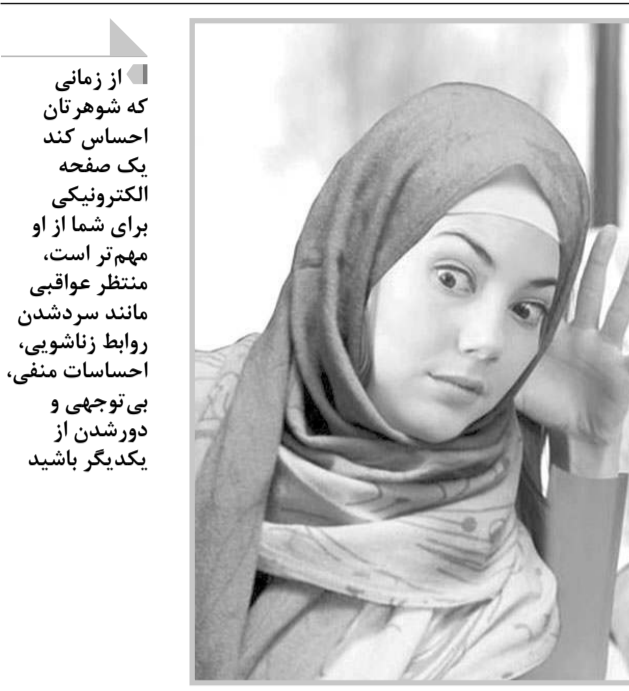 از زمانی
که شوهرتان
احساس کند
یک صفحه
الکترونیکی
برای شما از او
مهم‌تر است،
منتظر عواقبی
مانند سردشدن
روابط زناشویی،
احساسات منفی،
بی‌توجهی و
دورشدن از
یکدیگر باشید